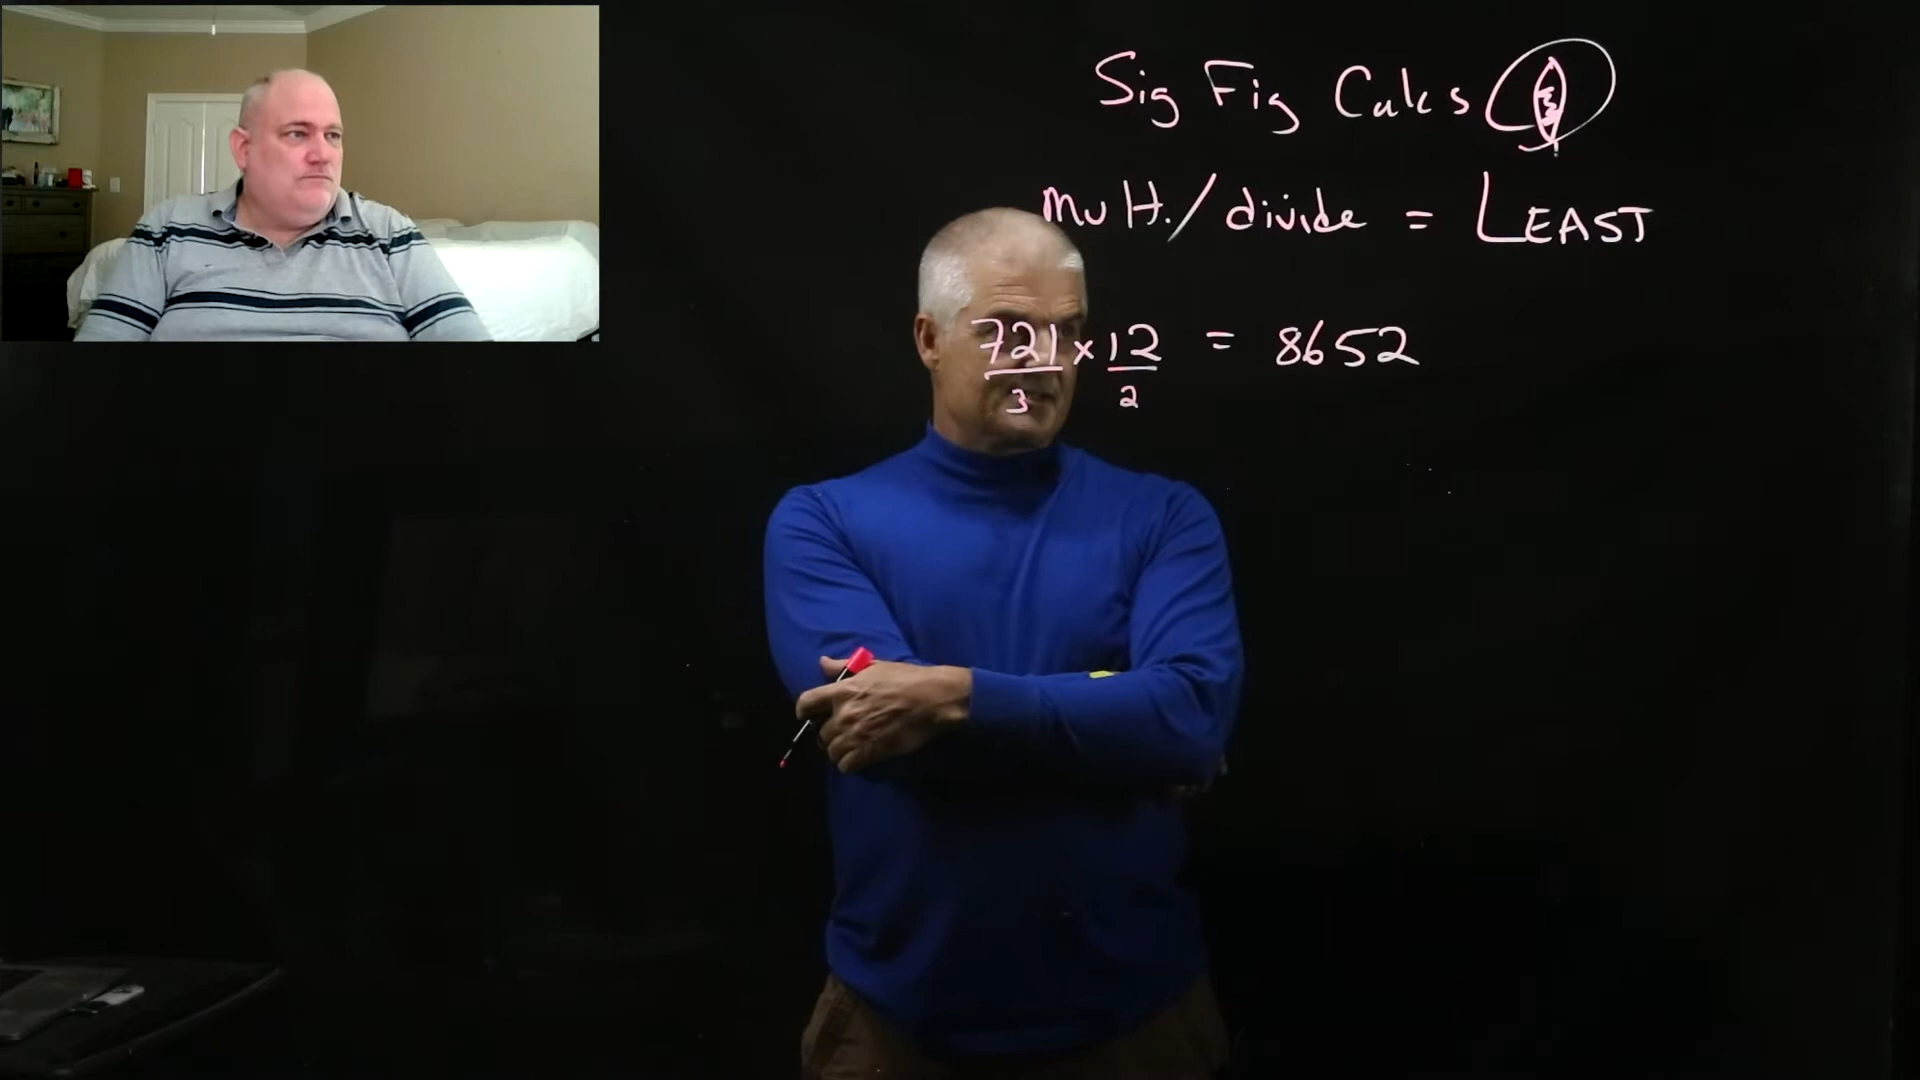 Sig Fig Calcs
Mult./divide = LEAST
721 x 12 = 8652
3 2